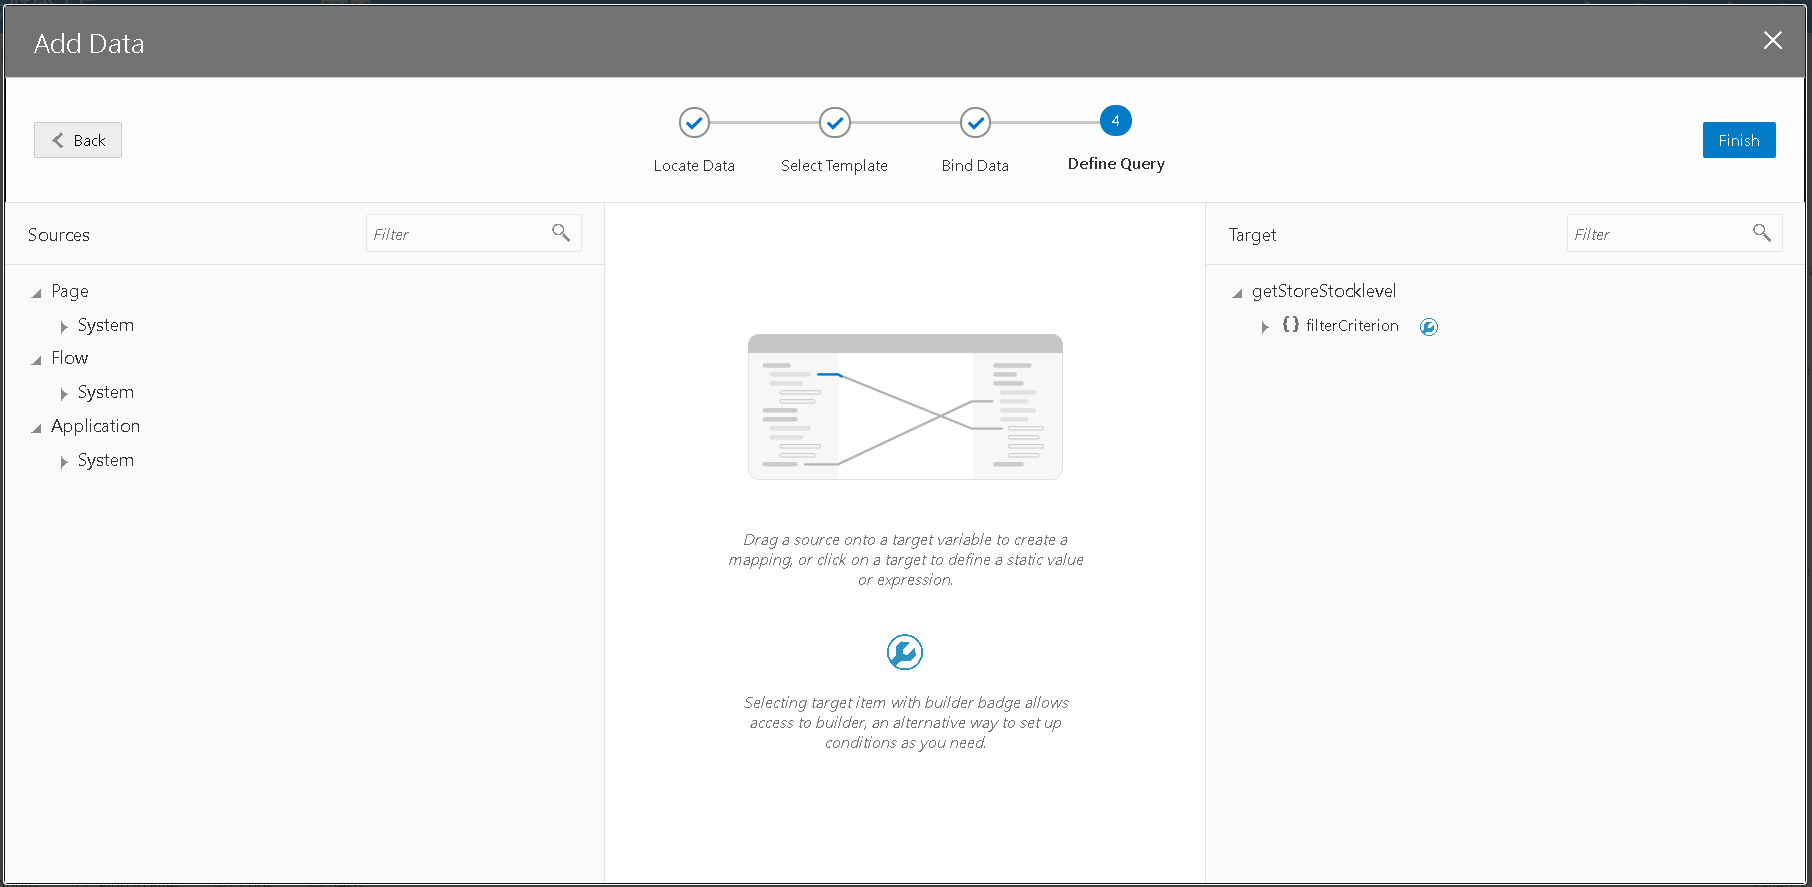 Add Data
Back
4
Locate Data
Select Template
Bind Data
Define Query
Finish
Sources
Filter
Page
System
Flow
System
Application
System
Drag a source onto a target variable to create a
mapping, or click on a target to define a static value
or expression.
Selecting target item with builder badge allows
access to builder, an alternative way to set up
conditions as you need.
Target
Filter
getStoreStocklevel
{} filterCriterion